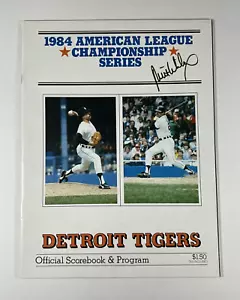 1984 AMERICAN LEAGUE
★CHAMPIONSHIP★
SERIES
DETROIT TIGERS
Official Scorebook & Program
$1.50